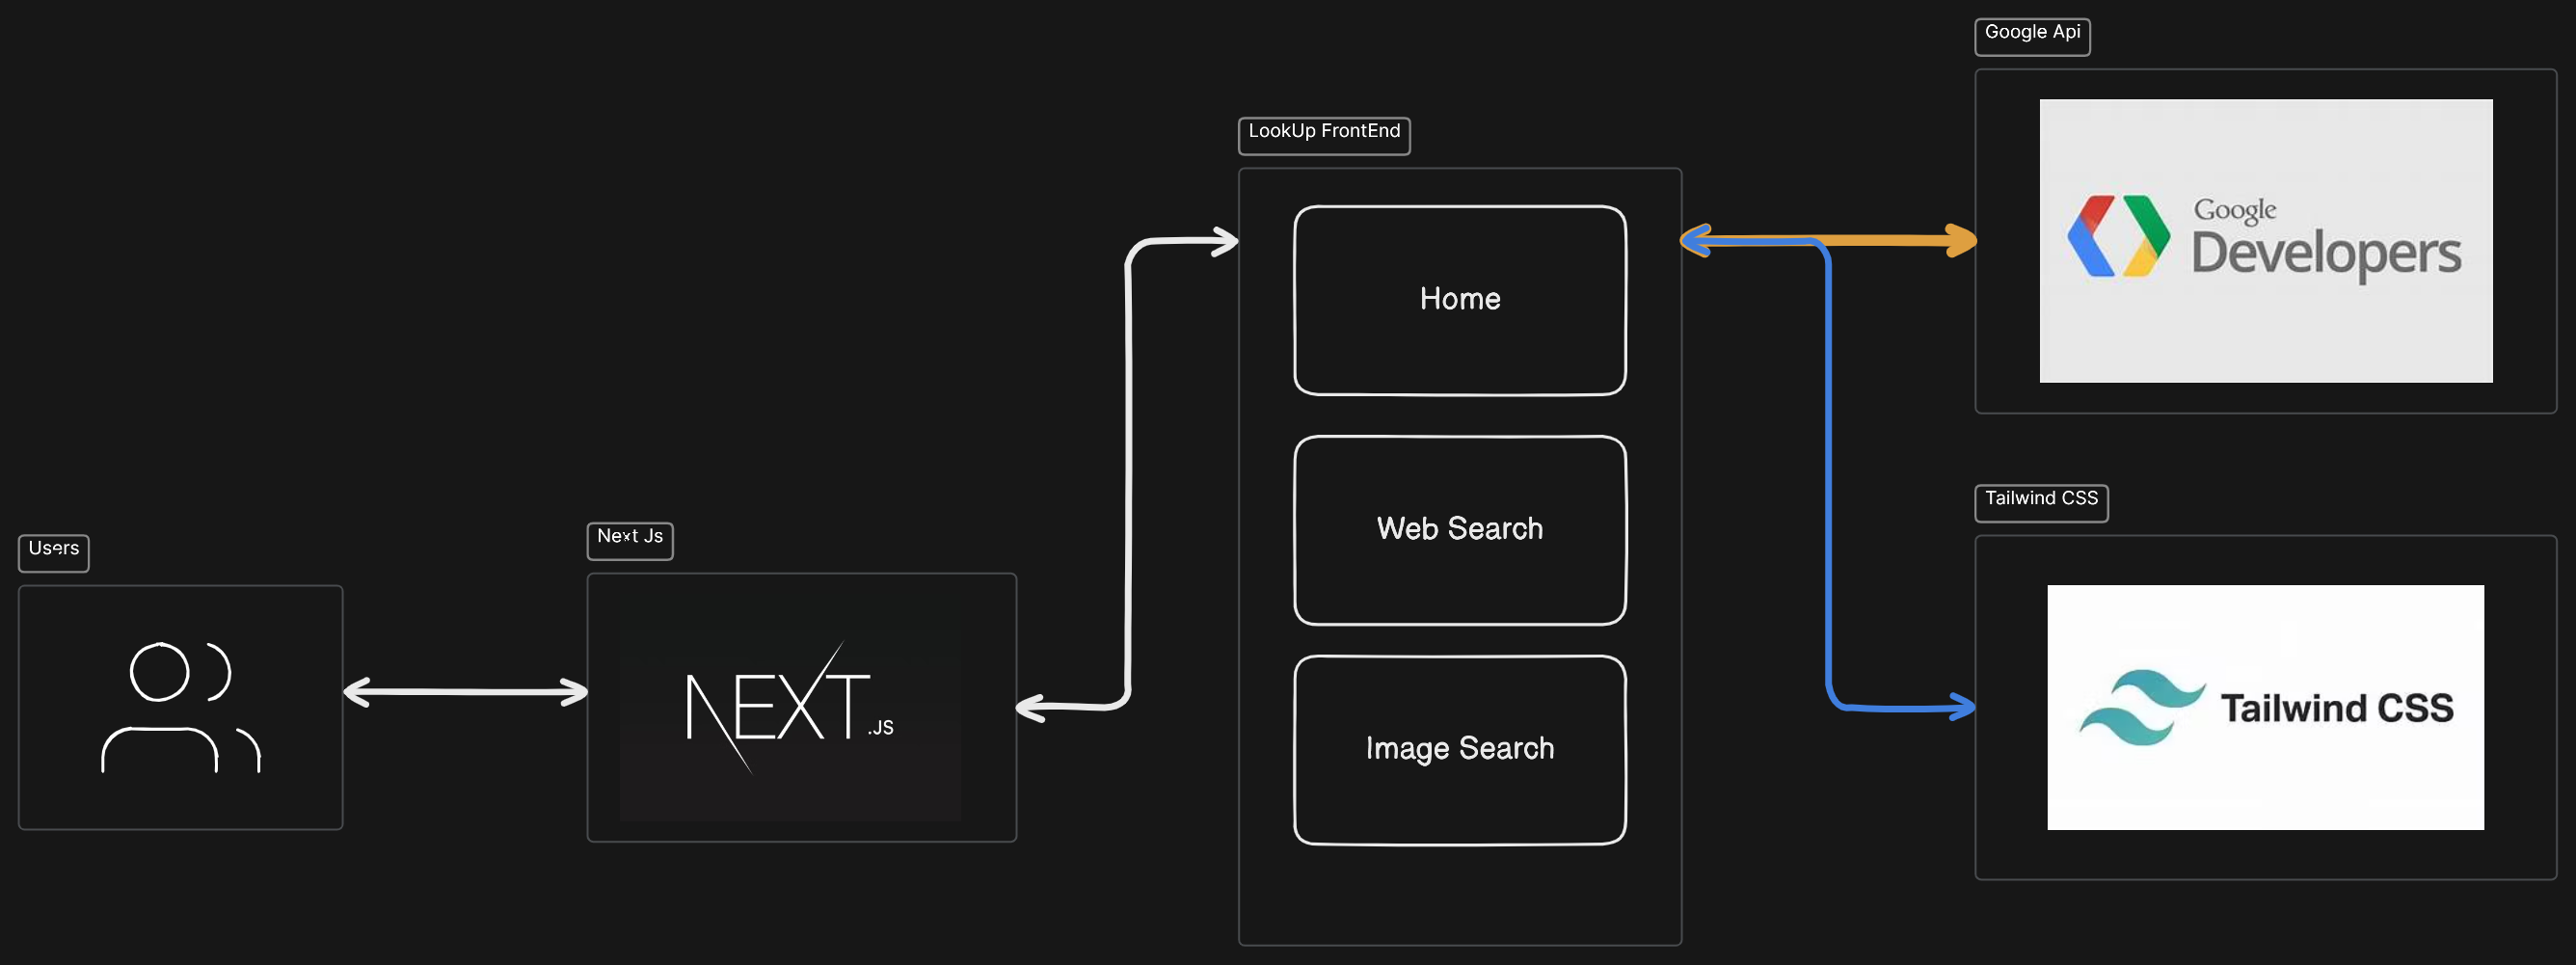 Users
Next Js
NEXT.JS
LookUp FrontEnd
Home
Web Search
Image Search
Google Api
Google
Developers
Tailwind CSS
Tailwind CSS